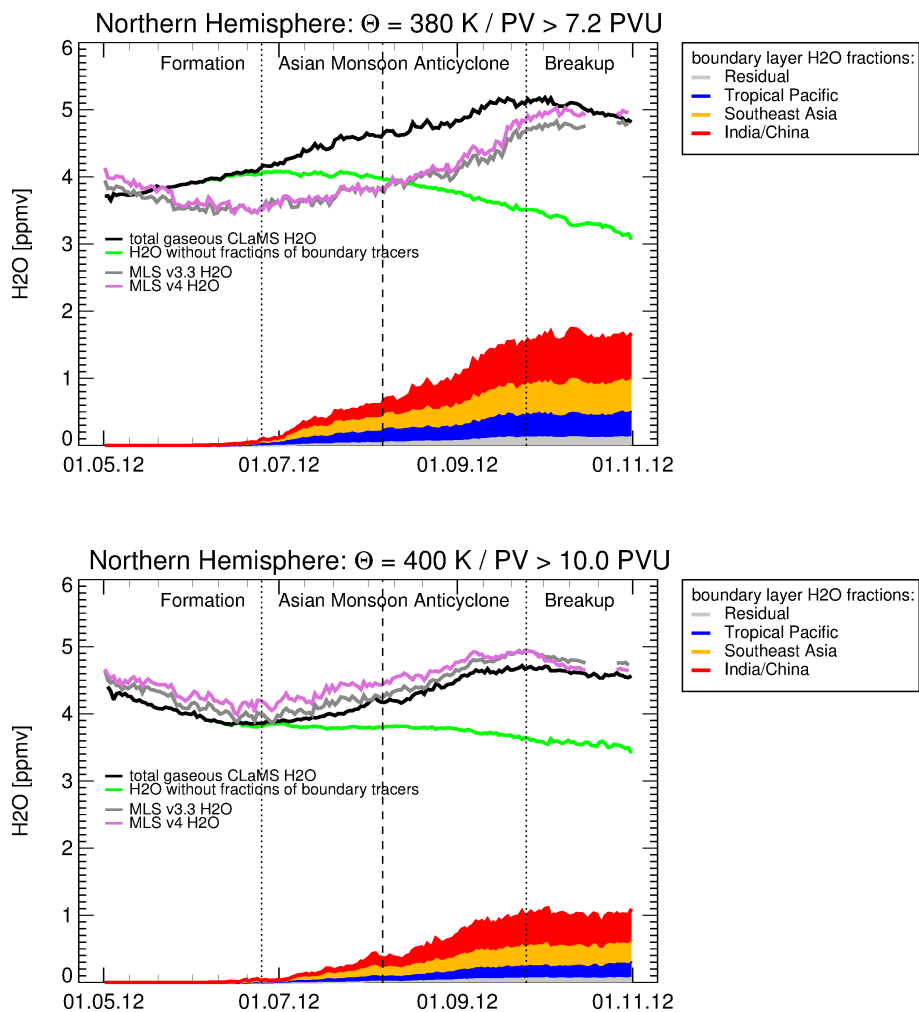 Northern Hemisphere: Θ = 380 K / PV > 7.2 PVU
Formation
Asian Monsoon Anticyclone
Breakup
H2O [ppmv]
6
5
4
3
2
1
0
total gaseous CLaMS H2O
H2O without fractions of boundary tracers
MLS v3.3 H2O
MLS v4 H2O
01.05.12
01.07.12
01.09.12
01.11.12
boundary layer H2O fractions:
Residual
Tropical Pacific
Southeast Asia
India/China
Northern Hemisphere: Θ = 400 K / PV > 10.0 PVU
Formation
Asian Monsoon Anticyclone
Breakup
H2O [ppmv]
6
5
4
3
2
1
0
total gaseous CLaMS H2O
H2O without fractions of boundary tracers
MLS v3.3 H2O
MLS v4 H2O
01.05.12
01.07.12
01.09.12
01.11.12
boundary layer H2O fractions:
Residual
Tropical Pacific
Southeast Asia
India/China